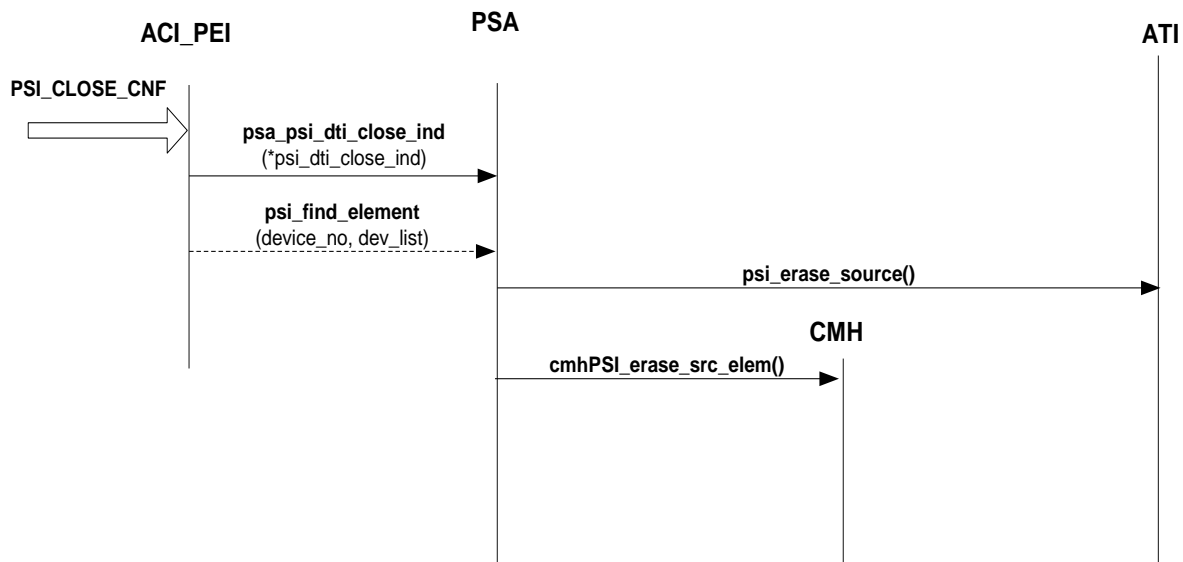 ACI_PEI
PSA
ATI
PSI_CLOSE_CNF
psa_psi_dti_close_ind
(*psi_dti_close_ind)
psi_find_element
(device_no, dev_list)
psi_erase_source()
CMH
cmhPSI_erase_src_elem()